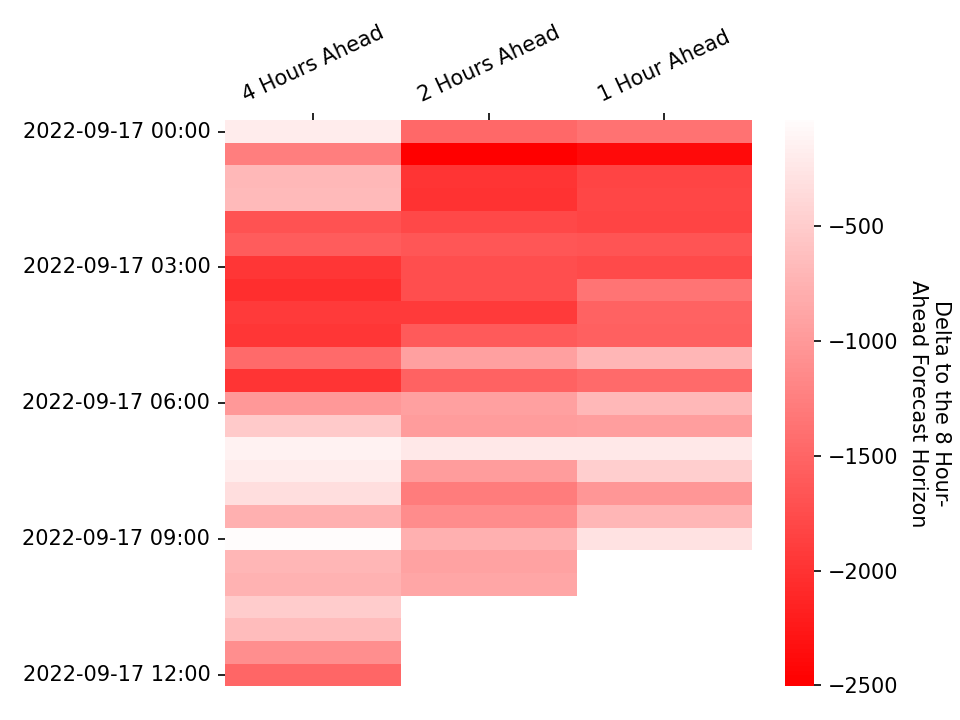 4 Hours Ahead
2 Hours Ahead
1 Hour Ahead
2022-09-17 00:00
2022-09-17 03:00
2022-09-17 06:00
2022-09-17 09:00
2022-09-17 12:00
−500
−1000
−1500
−2000
−2500
Delta to the 8 Hour-
Ahead Forecast Horizon